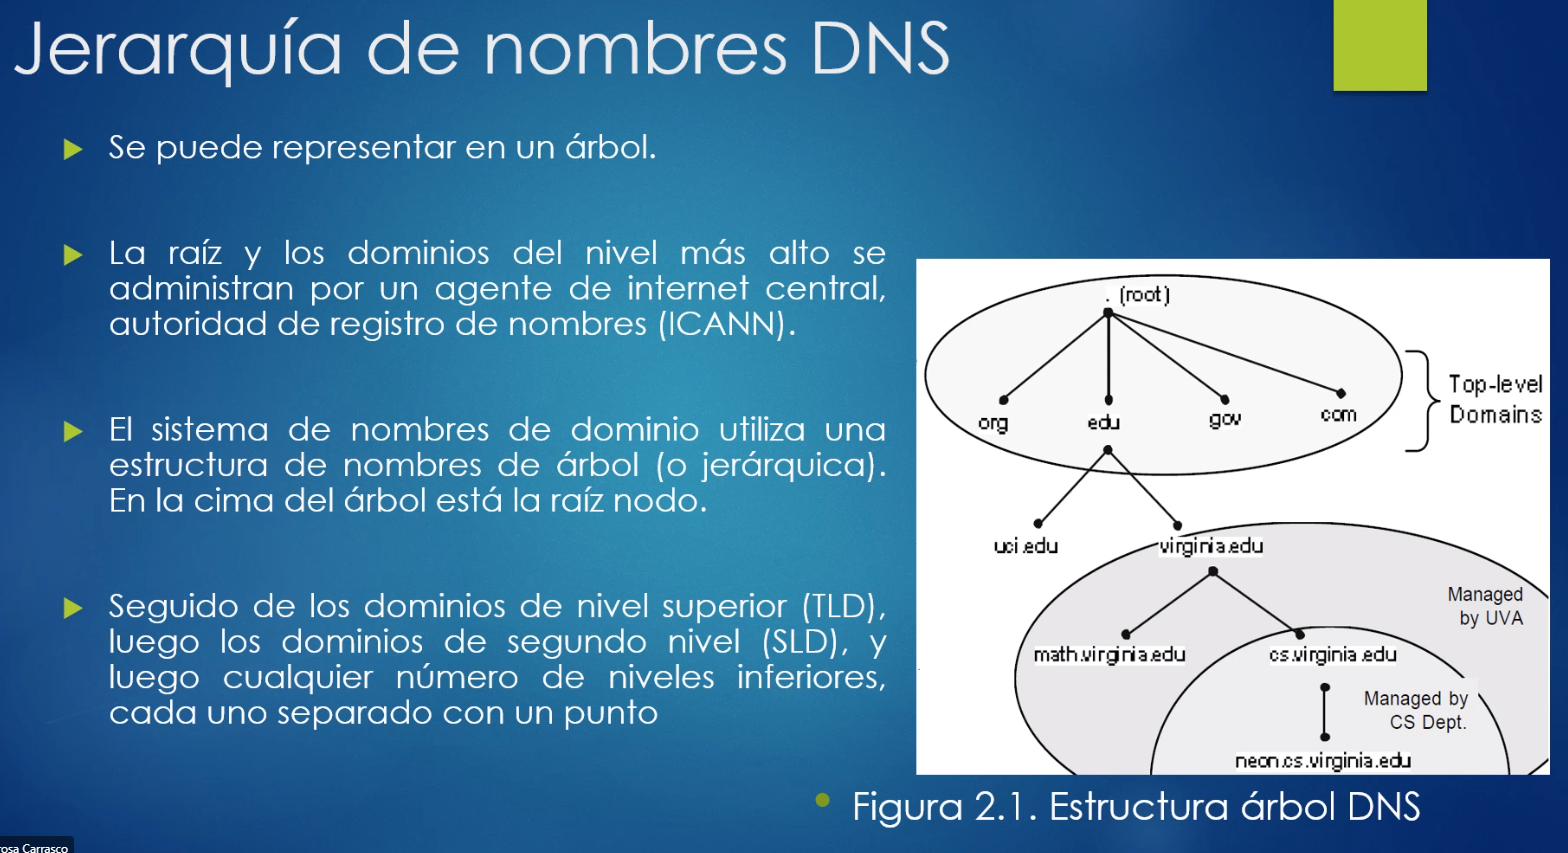 Jerarquía de nombres DNS
Se puede representar en un árbol.
La raíz y los dominios del nivel más alto se
administran por un agente de internet central,
autoridad de registro de nombres (ICANN).
El sistema de nombres de dominio utiliza una
estructura de nombres de árbol (o jerárquica).
En la cima del árbol está la raíz nodo.
Seguido de los dominios de nivel superior (TLD),
luego los dominios de segundo nivel (SLD), y
luego cualquier número de niveles inferiores,
cada uno separado con un punto
. (root)
org
edu
gov
com
Top-level
Domains
uci.edu
virginia.edu
Managed
by UVA
math.virginia.edu
cs.virginia.edu
Managed by
CS Dept.
neon.cs.virginia.edu
Figura 2.1. Estructura árbol DNS
Carrasco